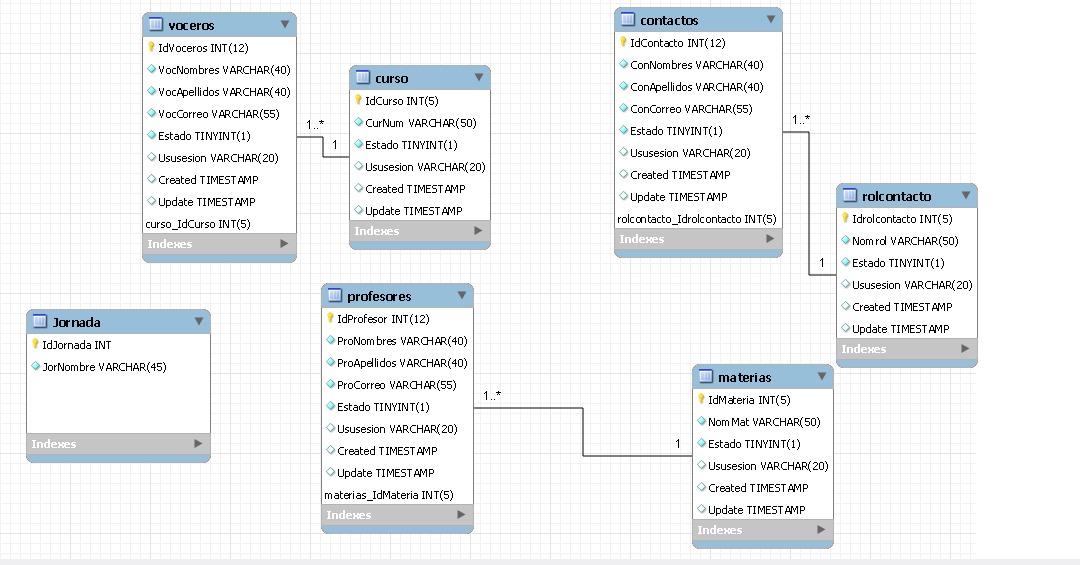 voceros
IdVoceros INT(12)
VocNombres VARCHAR(40)
VocApellidos VARCHAR(40)
VocCorreo VARCHAR(55)
Estado TINYINT(1)
Ususesion VARCHAR(20)
Created TIMESTAMP
Update TIMESTAMP
curso_IdCurso INT(5)
Indexes
1..*
1
curso
IdCurso INT(5)
CurNum VARCHAR(50)
Estado TINYINT(1)
Ususesion VARCHAR(20)
Created TIMESTAMP
Update TIMESTAMP
Indexes
contactos
IdContacto INT(12)
ConNombres VARCHAR(40)
ConApellidos VARCHAR(40)
ConCorreo VARCHAR(55)
Estado TINYINT(1)
Ususesion VARCHAR(20)
Created TIMESTAMP
Update TIMESTAMP
rolcontacto_Idrolcontacto INT(5)
Indexes
1..*
1
rolcontacto
Idrolcontacto INT(5)
Nomrol VARCHAR(50)
Estado TINYINT(1)
Ususesion VARCHAR(20)
Created TIMESTAMP
Update TIMESTAMP
Indexes
Jornada
IdJornada INT
JorNombre VARCHAR(45)
Indexes
profesores
IdProfesor INT(12)
ProNombres VARCHAR(40)
ProApellidos VARCHAR(40)
ProCorreo VARCHAR(55)
Estado TINYINT(1)
Ususesion VARCHAR(20)
Created TIMESTAMP
Update TIMESTAMP
materias_IdMateria INT(5)
Indexes
1..*
1
materias
IdMateria INT(5)
NomMat VARCHAR(50)
Estado TINYINT(1)
Ususesion VARCHAR(20)
Created TIMESTAMP
Update TIMESTAMP
Indexes